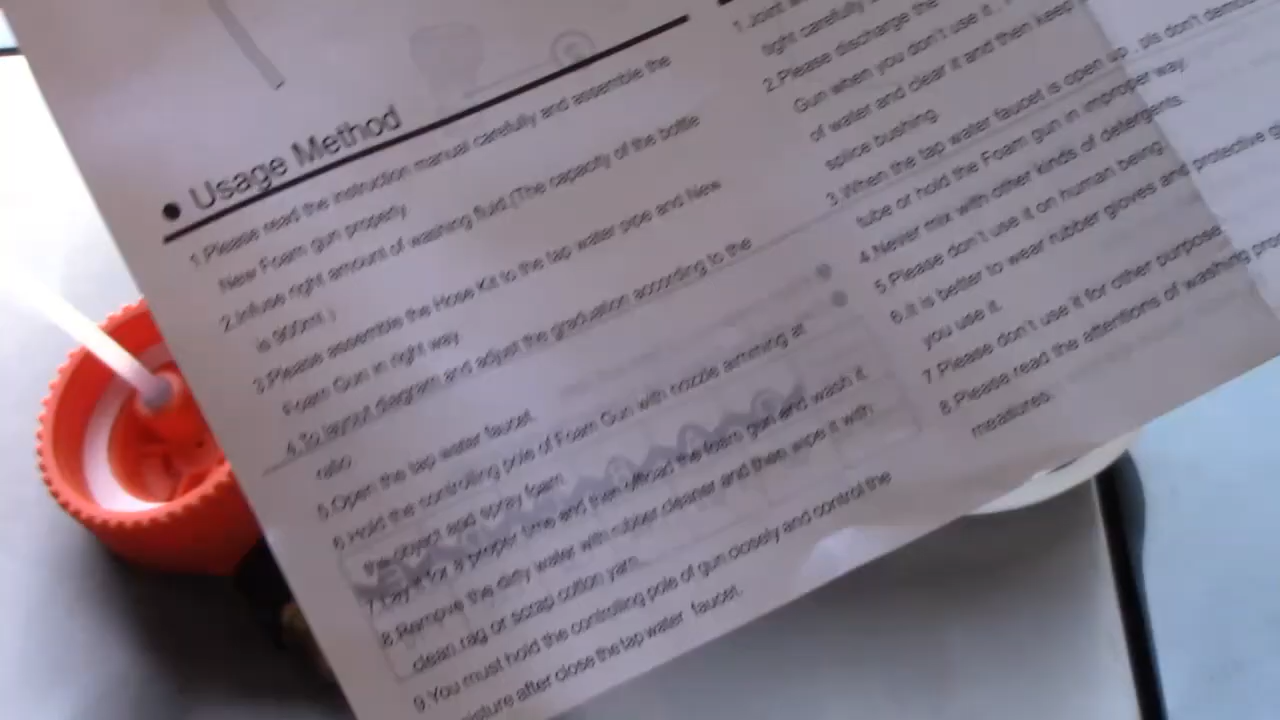 Usage Method
1.Please read the instruction manual carefully and assemble the
New Foam gun properly.
2.Infuse right amount of washing fluid.(The capacity of the bottle
is 900ml.)
3.Please assemble the Hose Kit to the tap water pipe and New
Foam Gun in right way.
4.To layout diagram and adjust the graduation according to the
ratio.
5.Open the tap water faucet.
6.Hold the controlling pole of Foam Gun with nozzle amming at
the object and spray foam.
7.Lay it for a proper time and then offload the foam gun and wash it.
8.Remove the dirty water with rubber cleaner and then wipe it with
clean rag or scrap cotton yarn.
9.You must hold the controlling pole of gun closely and control the
after close the tap water faucet.
1.Joint
tight carefully
2.Please discharge the
Gun when you don't use it .
of water and clear it and then keep
splice bushing.
3.When the tap water faucet is open up , pls don't
tube or hold the Foam gun in improper way.
4.Never mix with other kinds of detergents.
5.Please don't use it on human being.
6.It is better to wear rubber gloves and protective
you use it.
7.Please don't use it for other purpose.
8.Please read the attentions of washing
meatures.